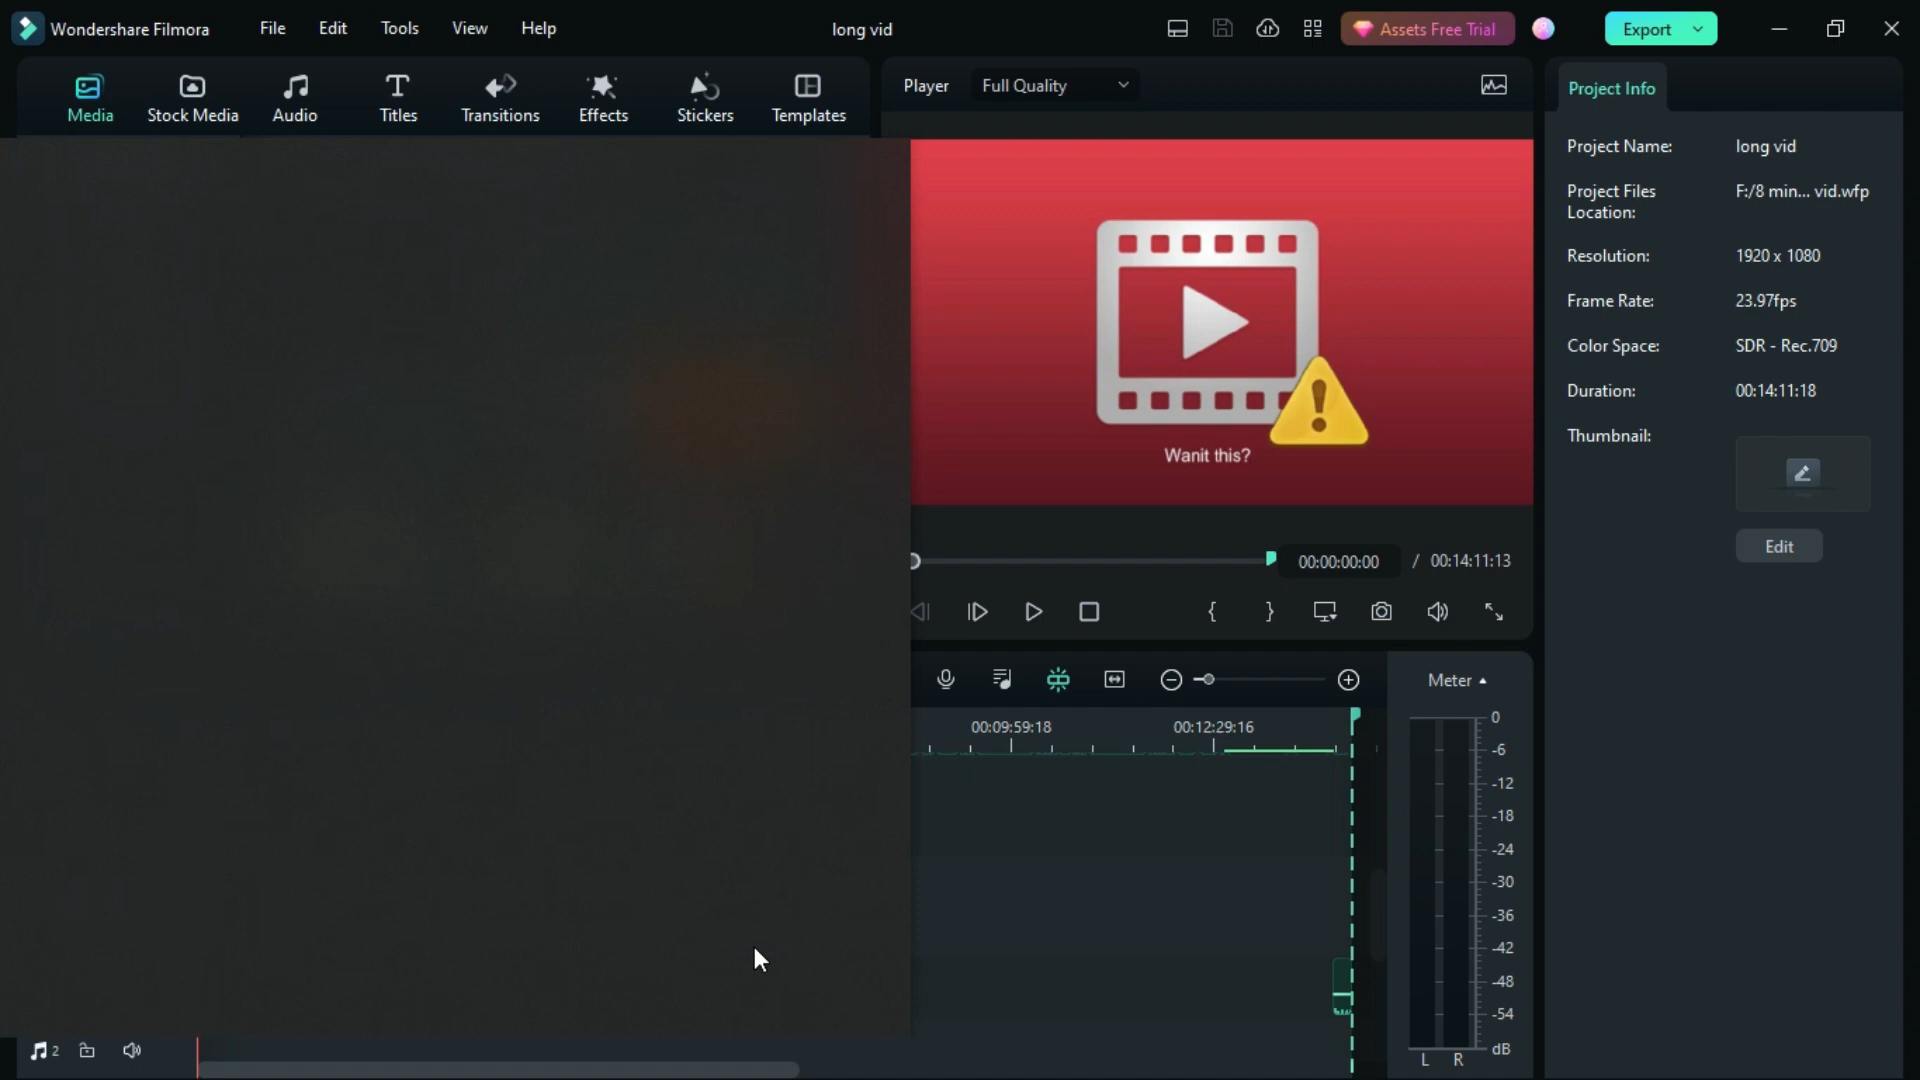 Wondershare Filmora
File Edit Tools View Help
long vid
Assets Free Trial
Export
Media
Stock Media
Audio
Titles
Transitions
Effects
Stickers
Templates
Player
Full Quality
Project Info
Project Name: long vid
Project Files
Location:
F:/8 min... vid.wfp
Resolution: 1920 x 1080
Frame Rate: 23.97fps
Color Space: SDR - Rec.709
Duration: 00:14:11:18
Thumbnail:
Edit
Wanit this?
00:00:00:00 / 00:14:11:13
{ }
Meter
00:09:59:18
00:12:29:16
0
-6
-12
-18
-24
-30
-36
-42
-48
-54
dB
L R
2